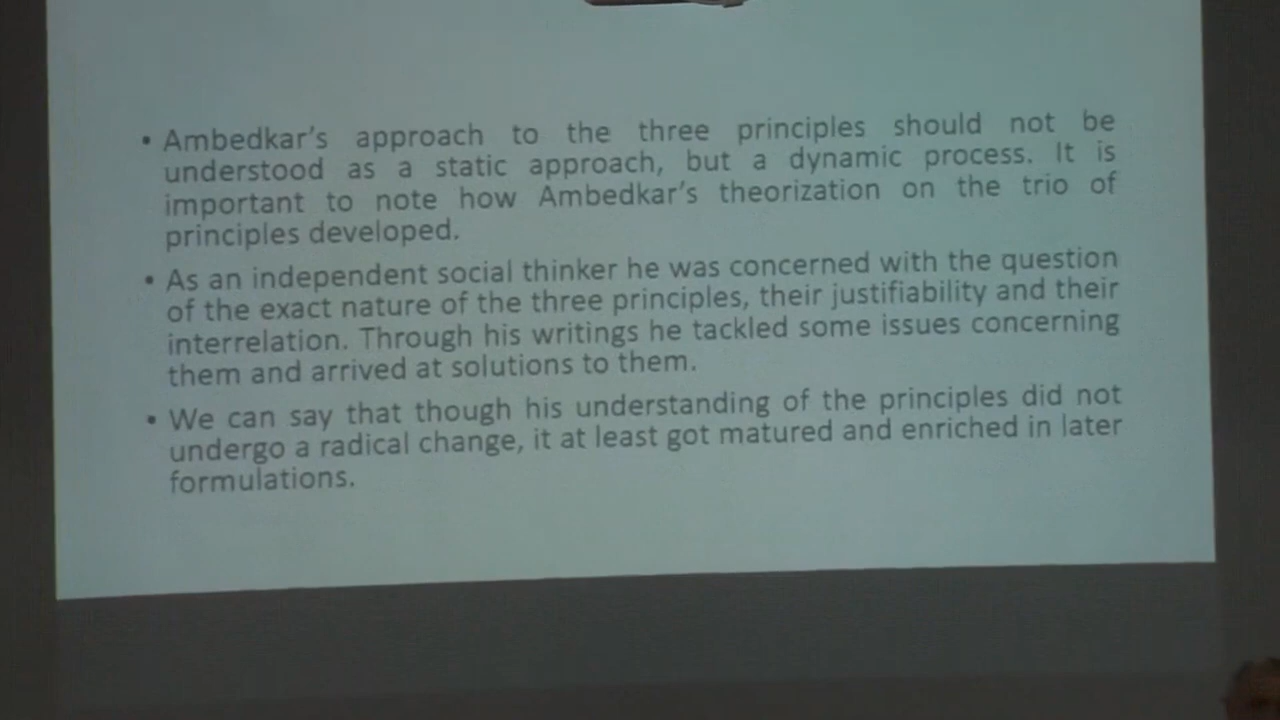 • Ambedkar's approach to the three principles should not be
understood as a static approach, but a dynamic process. It is
important to note how Ambedkar's theorization on the trio of
principles developed.
• As an independent social thinker he was concerned with the question
of the exact nature of the three principles, their justifiability and their
interrelation. Through his writings he tackled some issues concerning
them and arrived at solutions to them.
• We can say that though his understanding of the principles did not
undergo a radical change, it at least got matured and enriched in later
formulations.